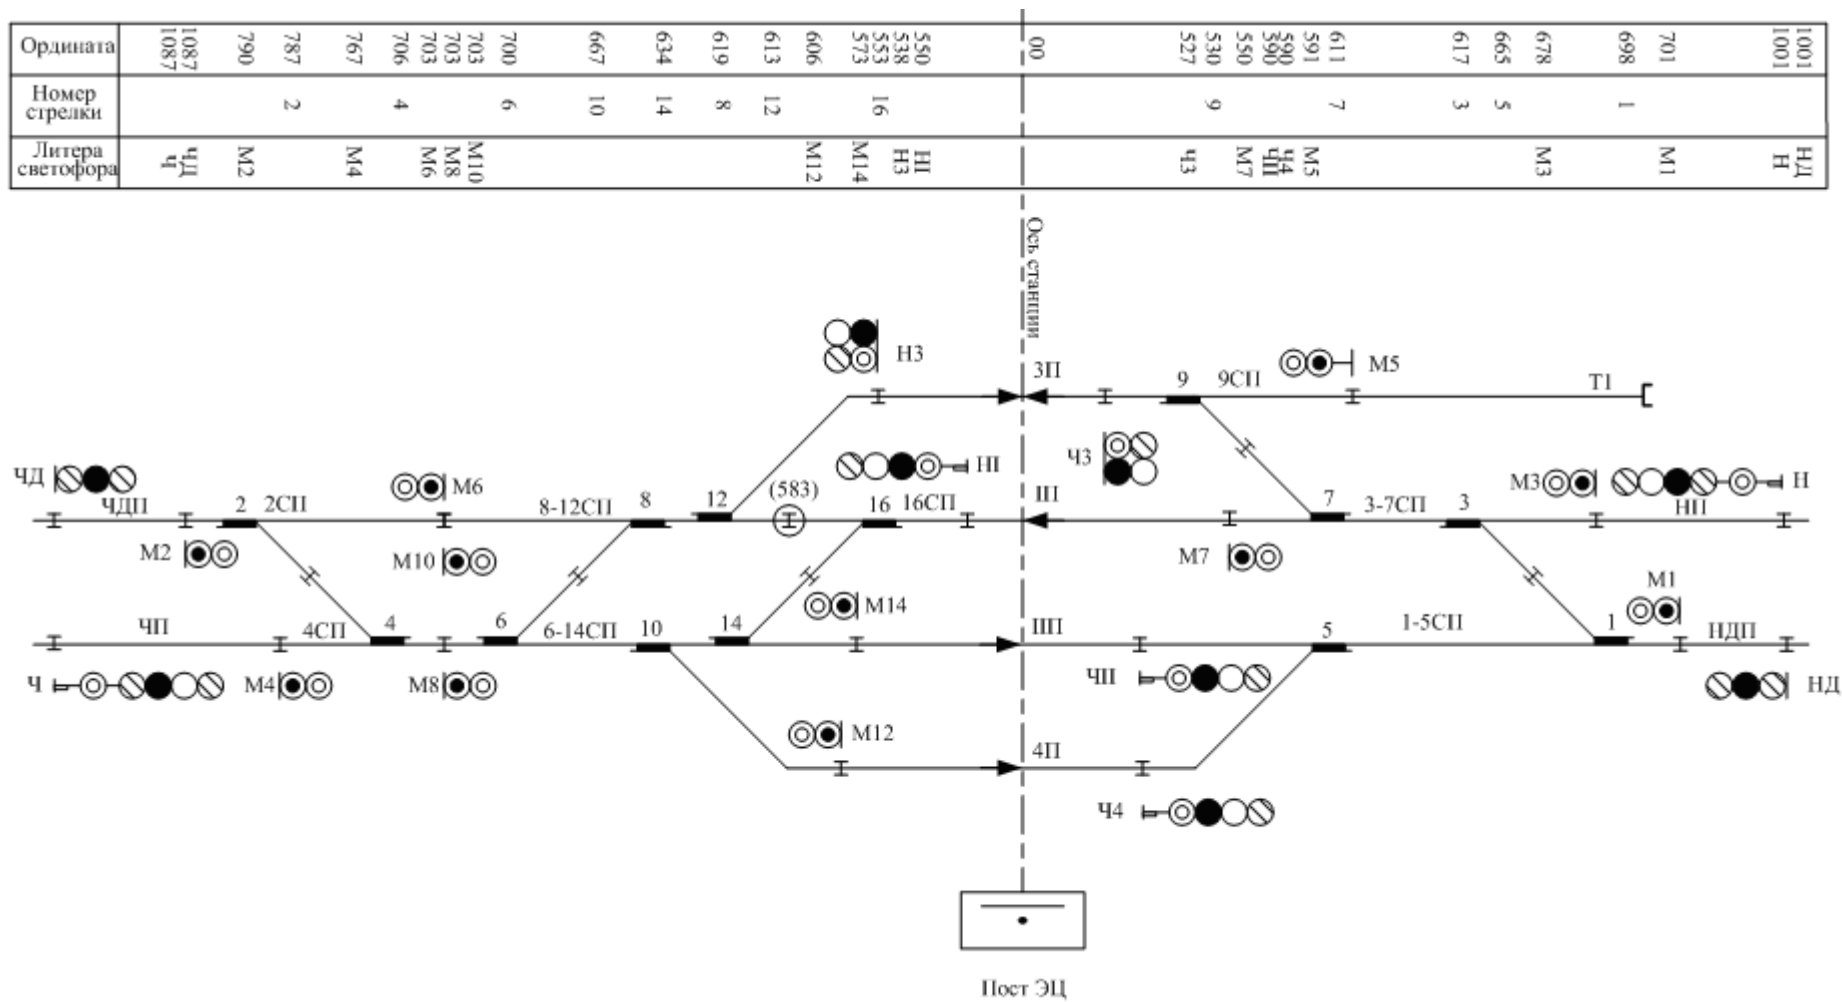 Ордината 1087 1087 790 787 767 706 703 703 703 700 667 634 619 613 606 573 553 538 550 00 527 530 550 390 590 591 611 617 665 678 698 701 1001 1001
Номер
стрелки
2 4 6 10 14 8 12 16 9 7 3 5 1
Литера
светофора
Ч ЧД М2 М4 М6 М8 М10 М12 М14 Н3 НI Ч3 М7 ЧII Ч4 М5 М3 М1 Н НД
Ось станции
Н3
3П
9
9СП
М5
Т1
ЧД
ЧДП
2
2СП
М6
8-12СП
8
12
(583)
НI
16
16СП
IП
Ч3
7
3-7СП
3
М3
Н
НП
М2
М10
М7
М1
М14
ЧП
4СП
4
6
6-14СП
10
14
IIП
5
1-5СП
1
НДП
Ч
М4
М8
ЧII
НД
М12
4П
Ч4
Пост ЭЦ